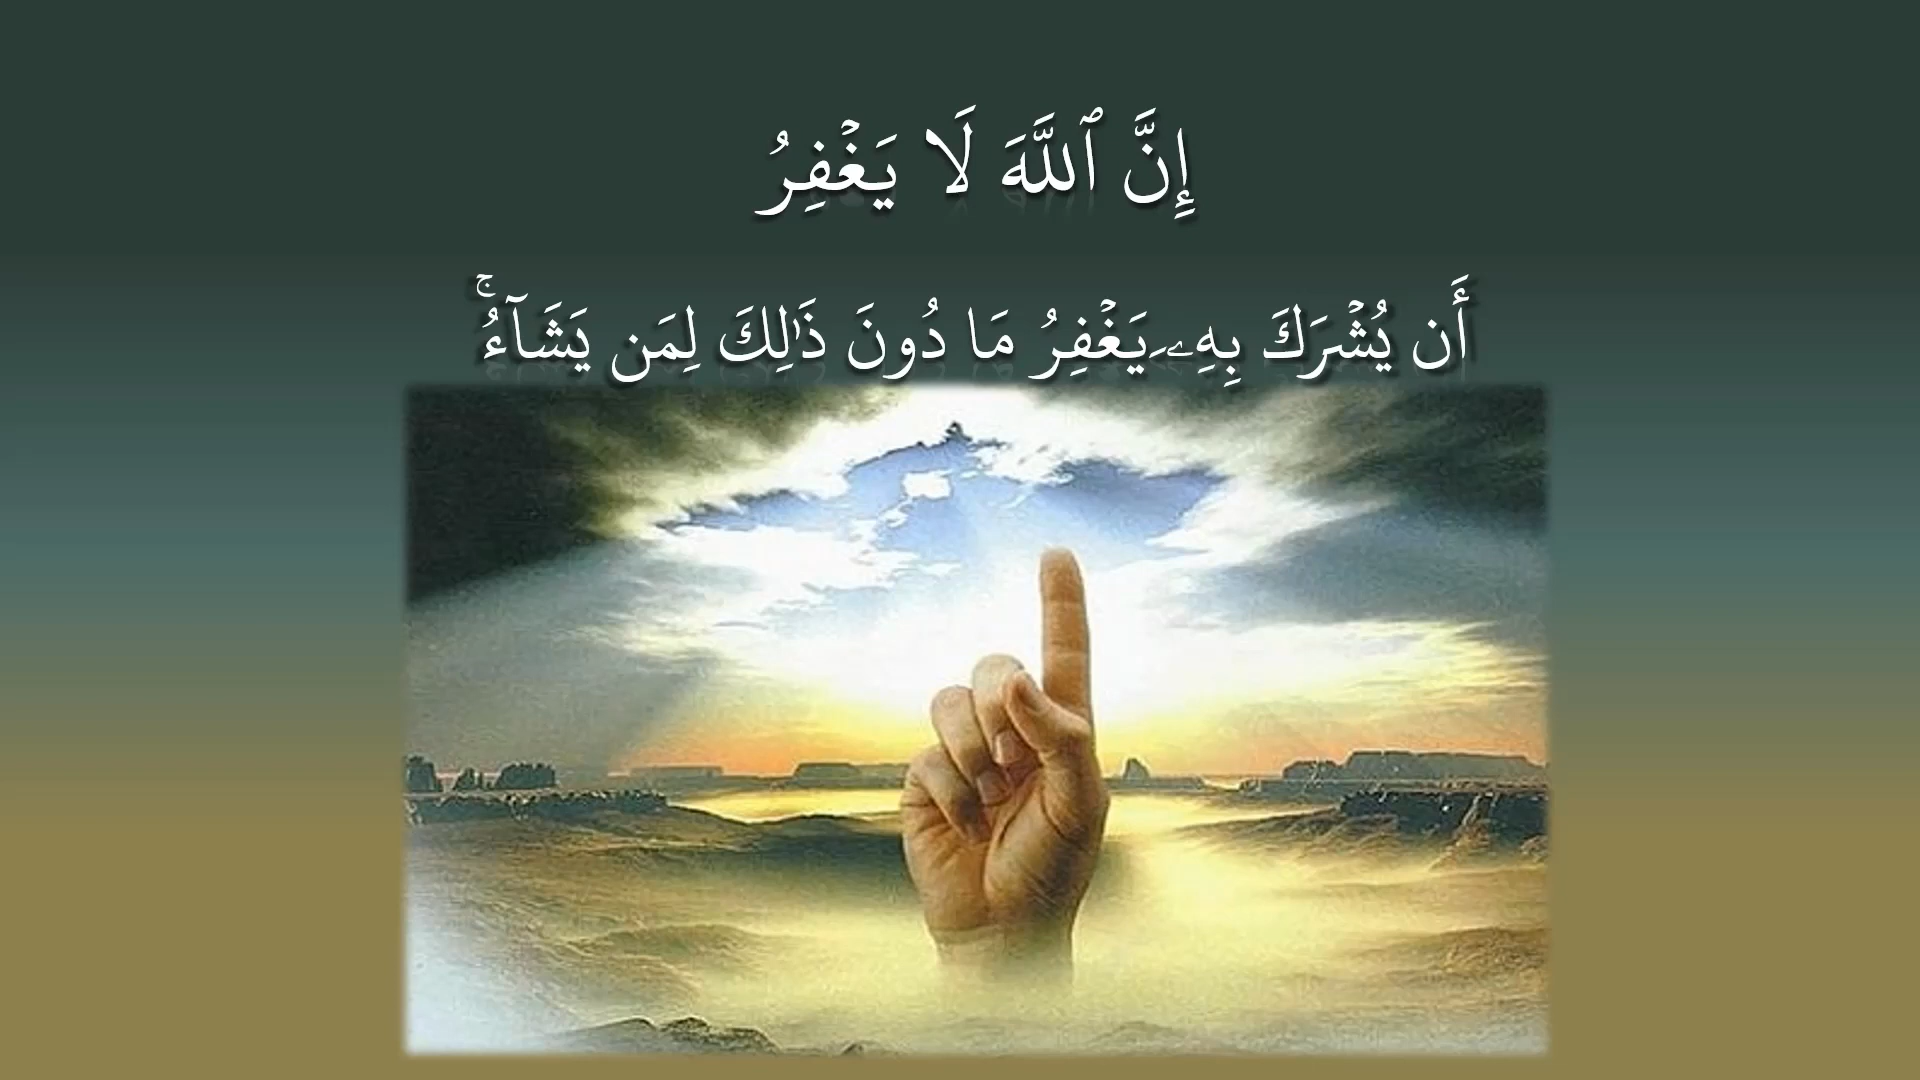 إِنَّ ٱللَّهَ لَا يَغْفِرُ
أَن يُشْرَكَ بِهِۦ يَغْفِرُ مَا دُونَ ذَٰلِكَ لِمَن يَشَآءُۚ